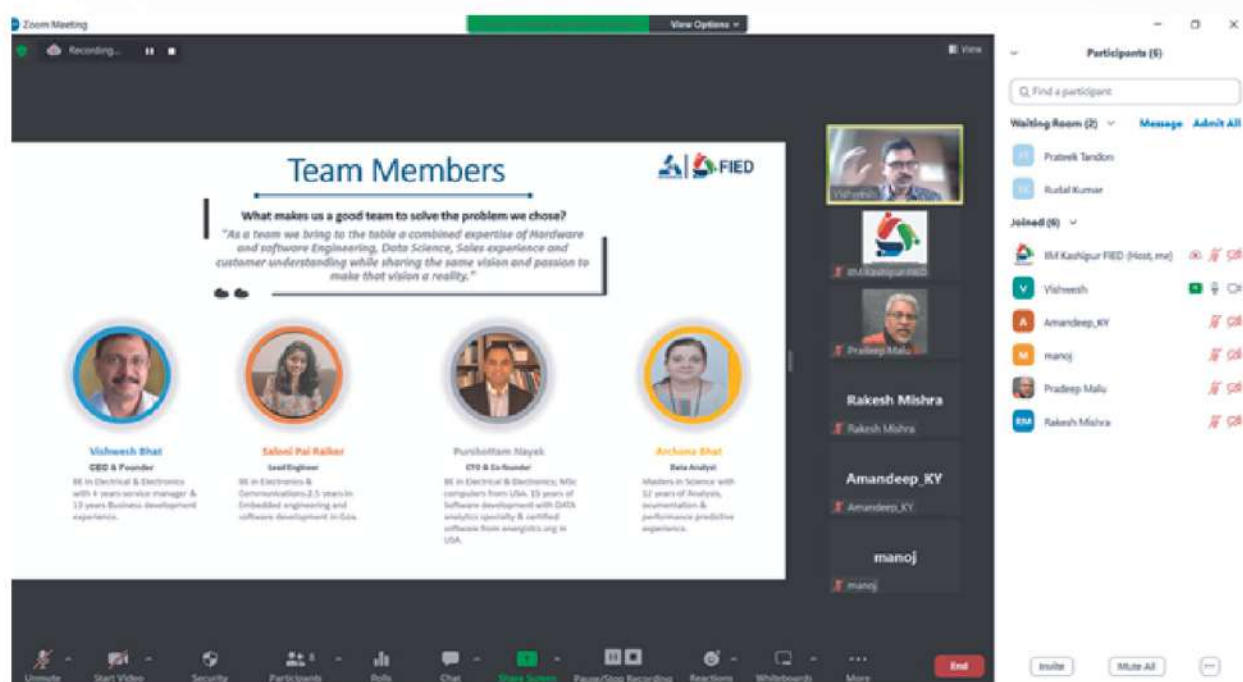 Zoom Meeting
View Options
Recording...
View
Team Members
FIED
What makes us a good team to solve the problem we chose?
"As a team we bring to the table a combined expertise of Hardware
and software Engineering, Data Science, Sales experience and
customer understanding while sharing the same vision and passion to
make that vision a reality."
Vishwesh Bhat
CEO & Founder
BE in Electrical & Electronics
with 4 years service manager &
13 years Business development
experience.
Saloni Pai Raiker
Lead Engineer
BE in Electronics &
Communications.2.5 years in
Embedded engineering and
software development in Goa.
Purshottam Nayak
CTO & Co-founder
BE in Electrical & Electronics; MSc
computers from USA. 15 years of
Software development with DATA
analytics specialty & certified
software from energistics.org in
USA.
Archana Bhat
Data Analyst
Masters in Science with
12 years of Analysis,
ocumentation &
performance predictive
experience.
Vishwesh
IIM Kashipur FIED
Pradeep Malu
Rakesh Mishra
Rakesh Mishra
Amandeep_KY
Amandeep_KY
manoj
manoj
Participants (6)
Find a participant
Waiting Room (2)
Message
Admit All
Prateek Tandon
Rudal Kumar
Joined (6)
IIM Kashipur FIED (Host, me)
V
Vishwesh
A
Amandeep_KY
M
manoj
Pradeep Malu
RM
Rakesh Mishra
Unmute
Start Video
Security
Participants
Polls
Chat
Share Screen
Pause/Stop Recording
Reactions
Whiteboards
More
End
Invite
Mute All